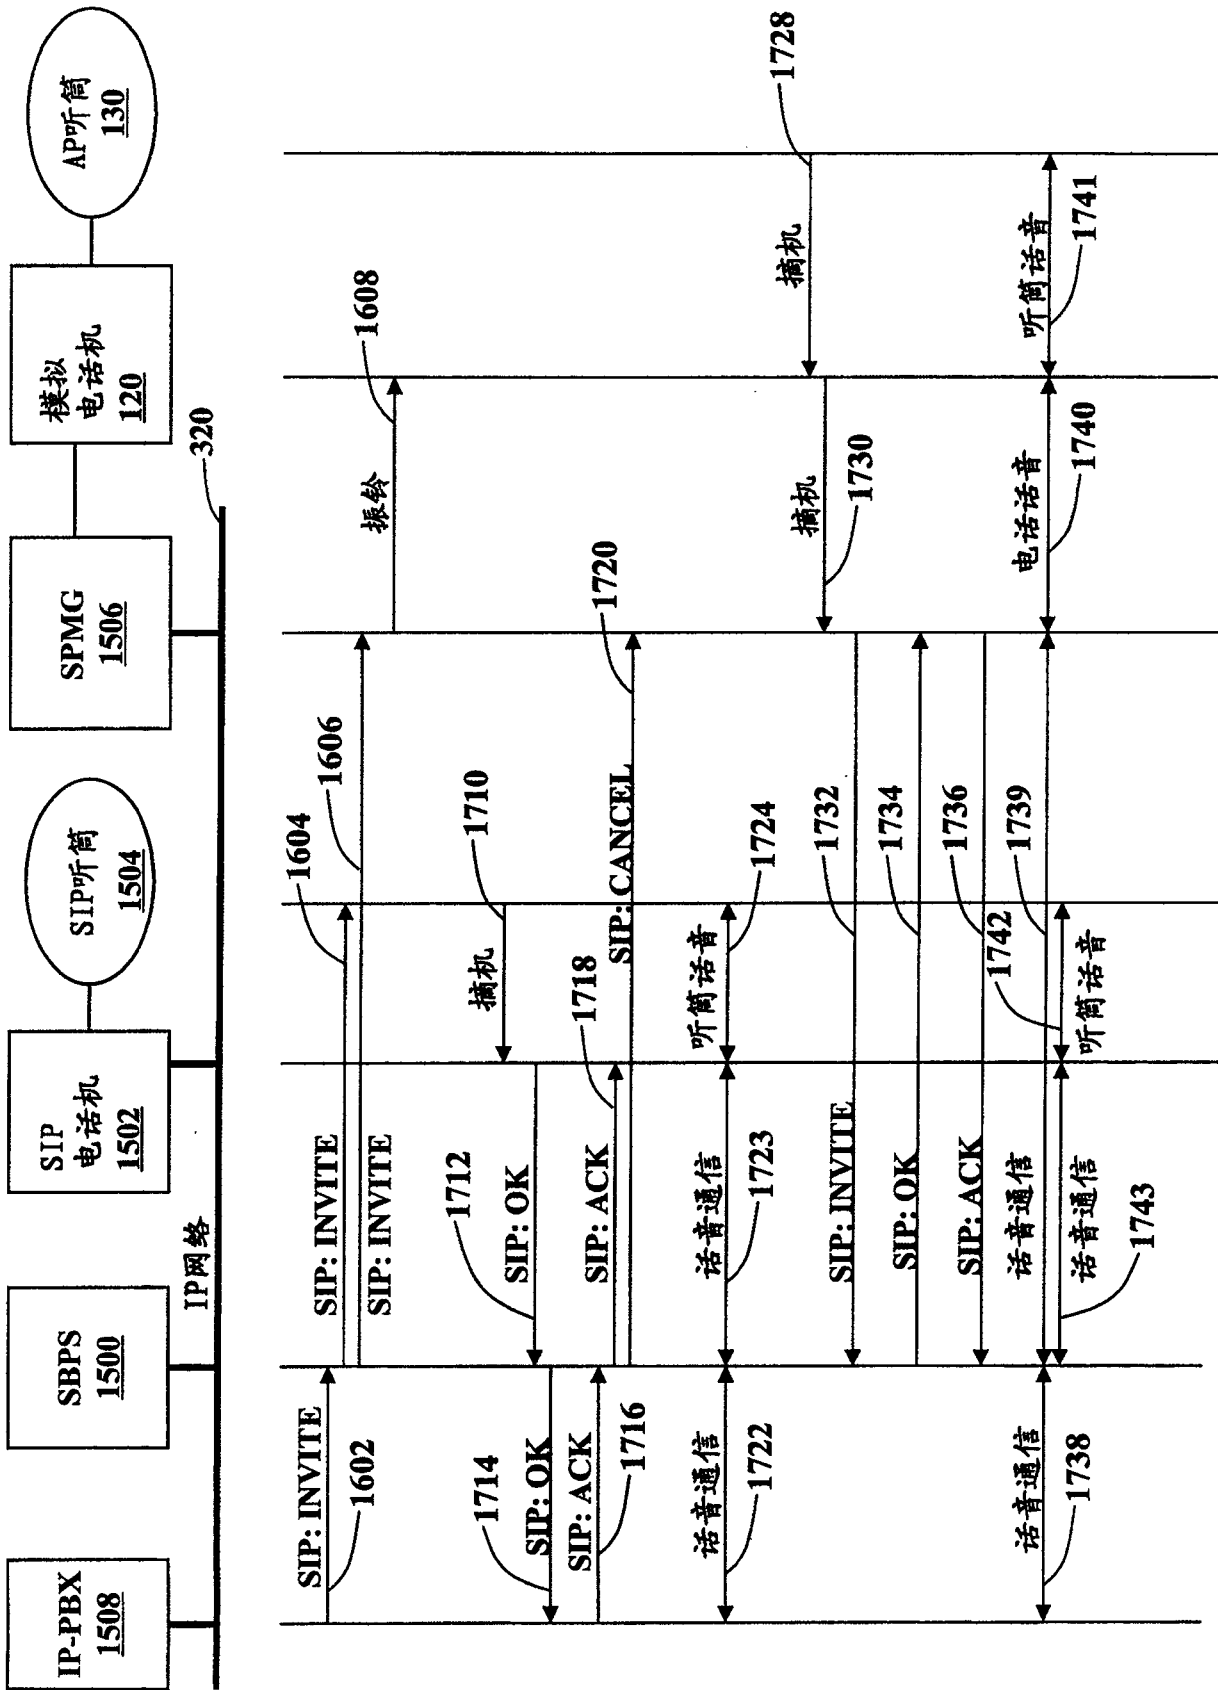 IP-PBX
1508
SBPS
1500
SIP
电话机
1502
SIP听筒
1504
SPMG
1506
模拟
电话机
120
AP听筒
130
IP网络
320
SIP: INVITE
1602
SIP: INVITE
1604
SIP: INVITE
1606
振铃
1608
摘机
1710
SIP: OK
1712
SIP: OK
1714
SIP: ACK
1716
SIP: ACK
1718
SIP: CANCEL
1720
话音通信
1722
话音通信
1723
听筒话音
1724
摘机
1728
摘机
1730
SIP: INVITE
1732
SIP: OK
1734
SIP: ACK
1736
话音通信
1738
话音通信
1739
电话话音
1740
听筒话音
1741
听筒话音
1742
话音通信
1743